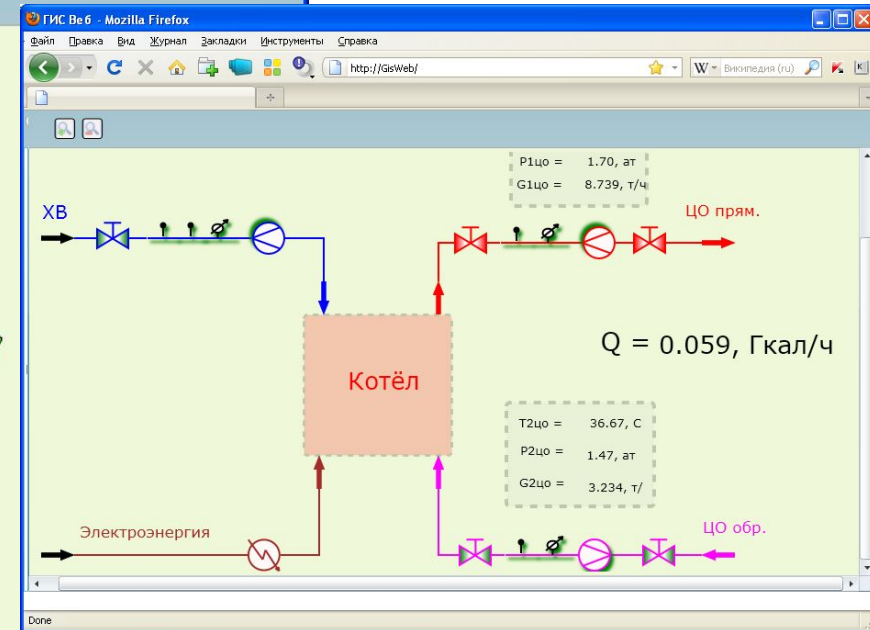 ГИС Веб - Mozilla Firefox
Файл Правка Вид Журнал Закладки Инструменты Справка
http://GisWeb/
W Википедия (ru)
P1цо = 1.70, ат
G1цо = 8.739, т/ч
ХВ
ЦО прям.
Q = 0.059, Гкал/ч
Котёл
T2цо = 36.67, С
P2цо = 1.47, ат
G2цо = 3.234, т/
Электроэнергия
ЦО обр.
Done